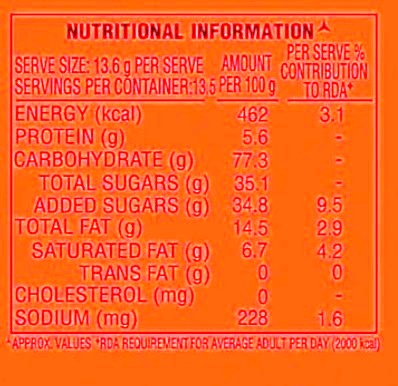 NUTRITIONAL INFORMATION^
SERVE SIZE: 13.6 g PER SERVE
SERVINGS PER CONTAINER:13.5
AMOUNT PER 100 g
PER SERVE % CONTRIBUTION TO RDA*
ENERGY (kcal) 462 3.1
PROTEIN (g) 5.6 -
CARBOHYDRATE (g) 77.3 -
TOTAL SUGARS (g) 35.1 -
ADDED SUGARS (g) 34.8 9.5
TOTAL FAT (g) 14.5 2.9
SATURATED FAT (g) 6.7 4.2
TRANS FAT (g) 0 0
CHOLESTEROL (mg) 0 -
SODIUM (mg) 228 1.6
^APPROX. VALUES *RDA REQUIREMENT FOR AVERAGE ADULT PER DAY (2000 kcal)